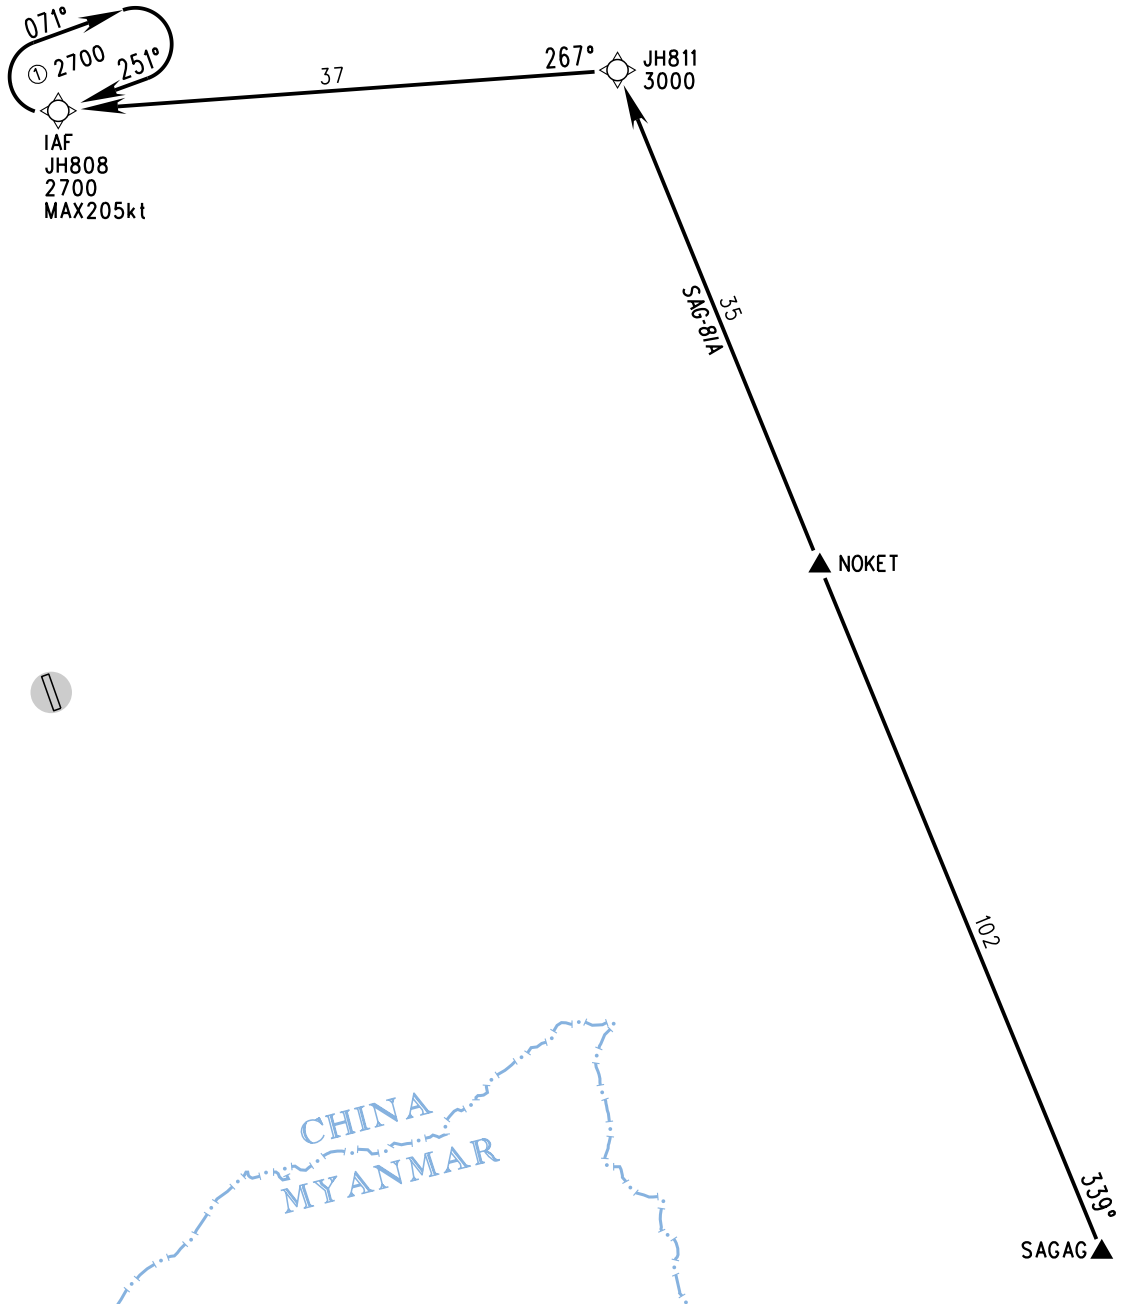 071°
① 2700
251°
37
267°
JH811
3000
IAF
JH808
2700
MAX205kt
35
SAG-81A
NOKET
102
CHINA
MYANMAR
339°
SAGAG